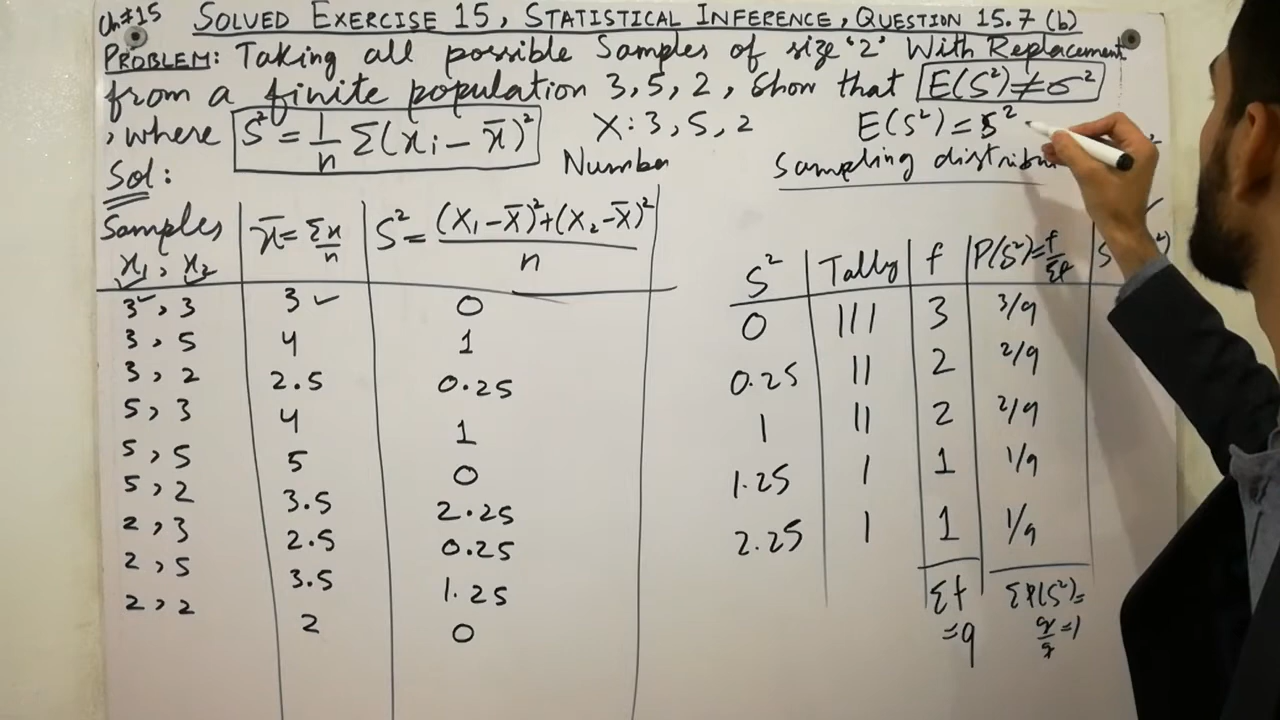 Ch#15 SOLVED EXERCISE 15, STATISTICAL INFERENCE, QUESTION 15.7 (b)
PROBLEM: Taking all possible Samples of size '2' With Replacement
from a finite population 3, 5, 2, Show that E(S²)≠σ²
, where S² = 1/n Σ(xi – x̄)² X: 3, 5, 2 E(S²) = S²
Sol: Number Sampling distribu
Samples x̄ = Σx/n S² = (X₁–X̄)²+(X₂–X̄)²/n
x₁, x₂ S² Tally f P(S²)=f/Σf S
3, 3 3 0 0 III 3 3/9
3, 5 4 1 0.25 II 2 2/9
3, 2 2.5 0.25 1 II 2 2/9
5, 3 4 1 1.25 I 1 1/9
5, 5 5 0 2.25 I 1 1/9
5, 2 3.5 2.25 Σf =9 ΣP(S²)= 9/9 =1
2, 3 2.5 0.25
2, 5 3.5 1.25
2, 2 2 0